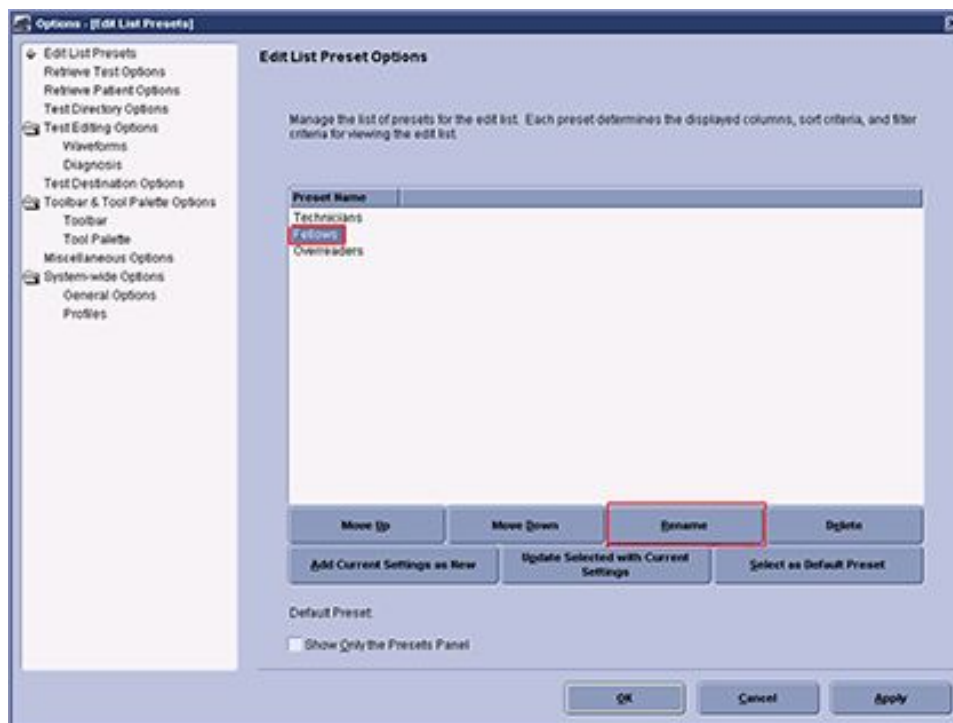 Options - [Edit List Presets]
Edit List Presets
Retrieve Test Options
Retrieve Patient Options
Test Directory Options
Test Editing Options
Waveforms
Diagnosis
Test Destination Options
Toolbar & Tool Palette Options
Toolbar
Tool Palette
Miscellaneous Options
System-wide Options
General Options
Profiles
Edit List Preset Options
Manage the list of presets for the edit list. Each preset determines the displayed columns, sort criteria, and filter
criteria for viewing the edit list.
Preset Name
Technicians
Fellows
Overreaders
Move Up
Move Down
Rename
Delete
Add Current Settings as New
Update Selected with Current
Settings
Select as Default Preset
Default Preset:
Show Only the Presets Panel
OK
Cancel
Apply